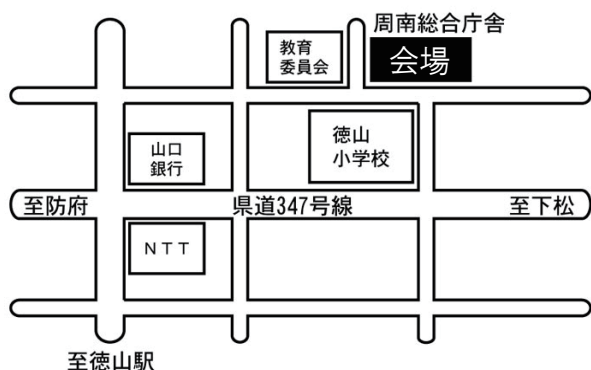 周南総合庁舎
教育
委員会
会場
山口
銀行
徳山
小学校
至防府
県道347号線
至下松
ＮＴＴ
至徳山駅